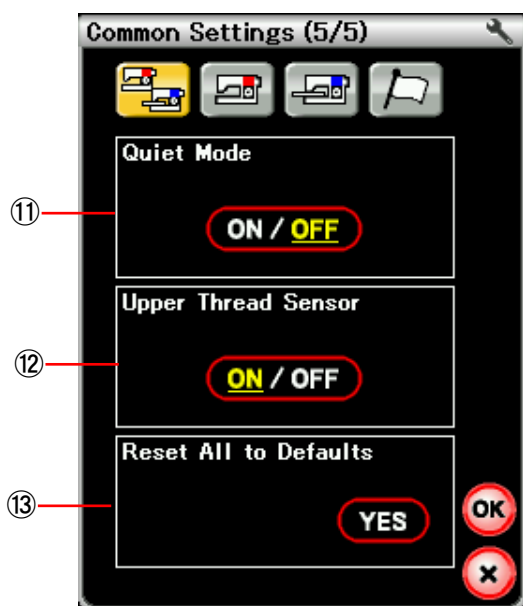 Common Settings (5/5)
Quiet Mode
⑪
ON / OFF
Upper Thread Sensor
⑫
ON / OFF
Reset All to Defaults
⑬
YES
OK